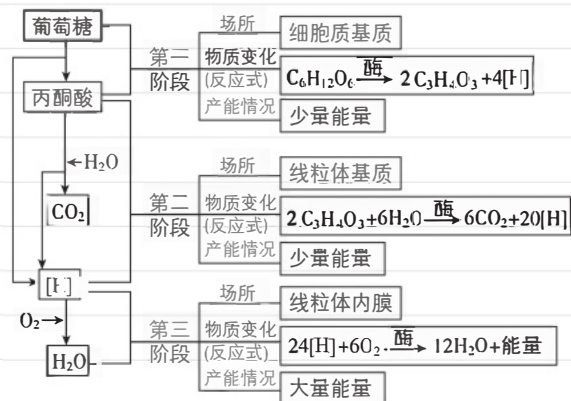 葡萄糖
丙酮酸
←H₂O
CO₂
[H]
O₂→
H₂O
第二
阶段
场所
细胞质基质
物质变化
(反应式)
C₆H₁₂O₆ 酶→ 2C₃H₄O₃+4[H]
产能情况
少量能量
第二
阶段
场所
线粒体基质
物质变化
(反应式)
2C₃H₄O₃+6H₂O 酶→ 6CO₂+20[H]
产能情况
少量能量
第三
阶段
场所
线粒体内膜
物质变化
(反应式)
24[H]+6O₂ 酶→ 12H₂O+能量
产能情况
大量能量